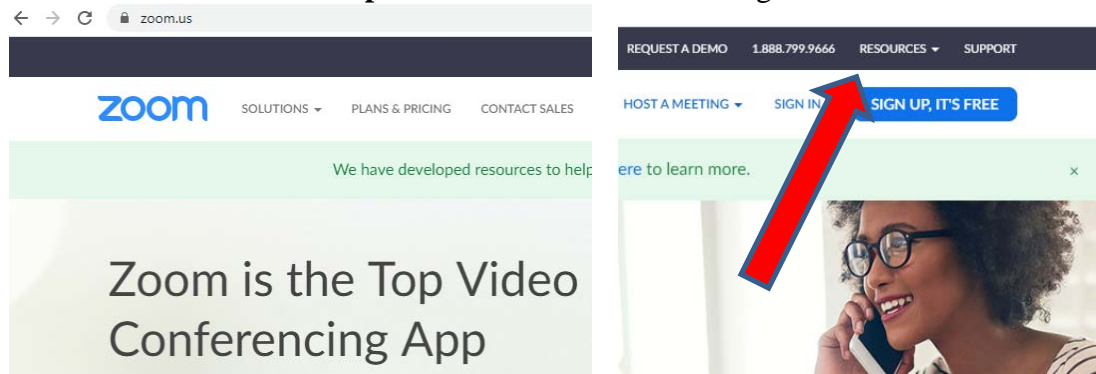 zoom.us
REQUEST A DEMO 1.888.799.9666 RESOURCES SUPPORT
zoom SOLUTIONS PLANS & PRICING CONTACT SALES
HOST A MEETING SIGN IN SIGN UP, IT'S FREE
We have developed resources to help
ere to learn more. ×
Zoom is the Top Video
Conferencing App